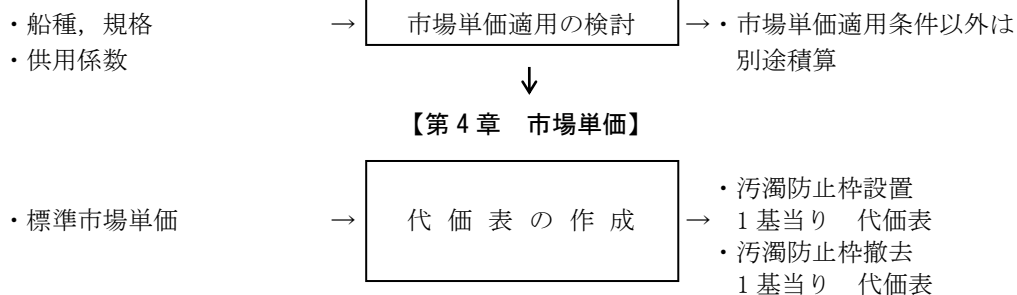 ・船種，規格 → 市場単価適用の検討 →・市場単価適用条件以外は
・供用係数 別途積算
↓
【第４章 市場単価】
・汚濁防止枠設置
・標準市場単価 → 代 価 表 の 作 成 → １基当り 代価表
・汚濁防止枠撤去
１基当り 代価表